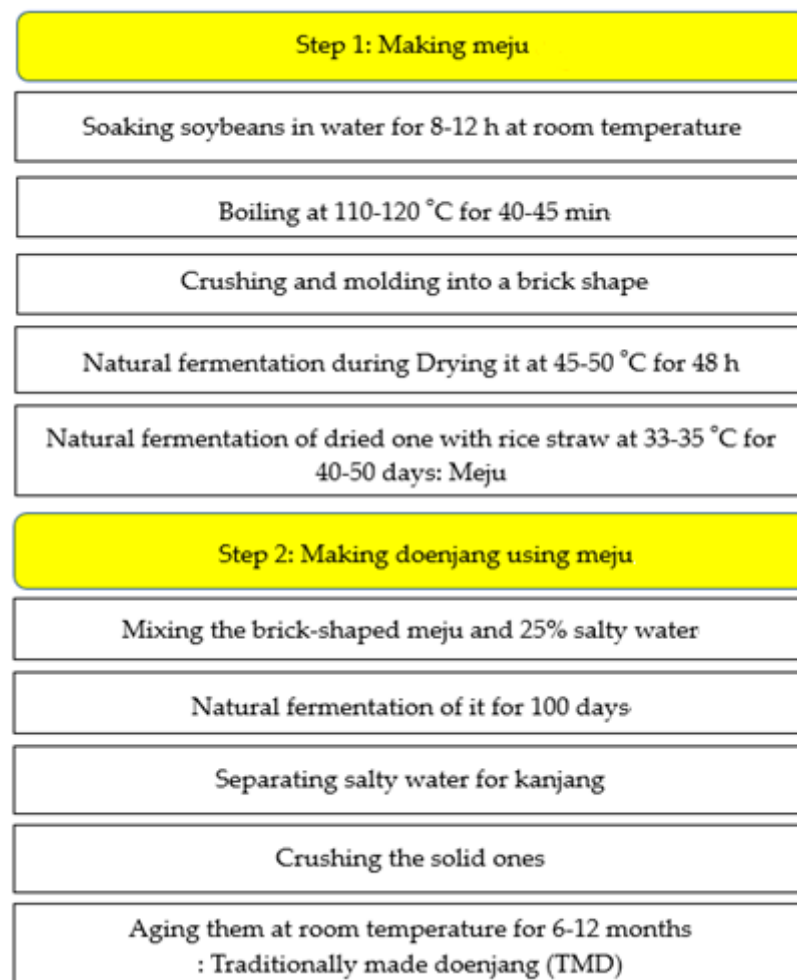 Step 1: Making meju
Soaking soybeans in water for 8-12 h at room temperature
Boiling at 110-120 °C for 40-45 min
Crushing and molding into a brick shape
Natural fermentation during Drying it at 45-50 °C for 48 h
Natural fermentation of dried one with rice straw at 33-35 °C for
40-50 days: Meju
Step 2: Making doenjang using meju
Mixing the brick-shaped meju and 25% salty water
Natural fermentation of it for 100 days
Separating salty water for kanjang
Crushing the solid ones
Aging them at room temperature for 6-12 months
: Traditionally made doenjang (TMD)